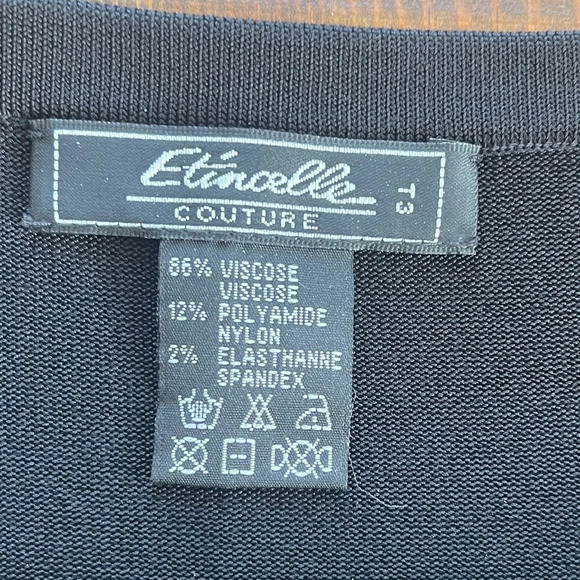 Etincelle
COUTURE
T3
86% VISCOSE
VISCOSE
12% POLYAMIDE
NYLON
2% ELASTHANNE
SPANDEX